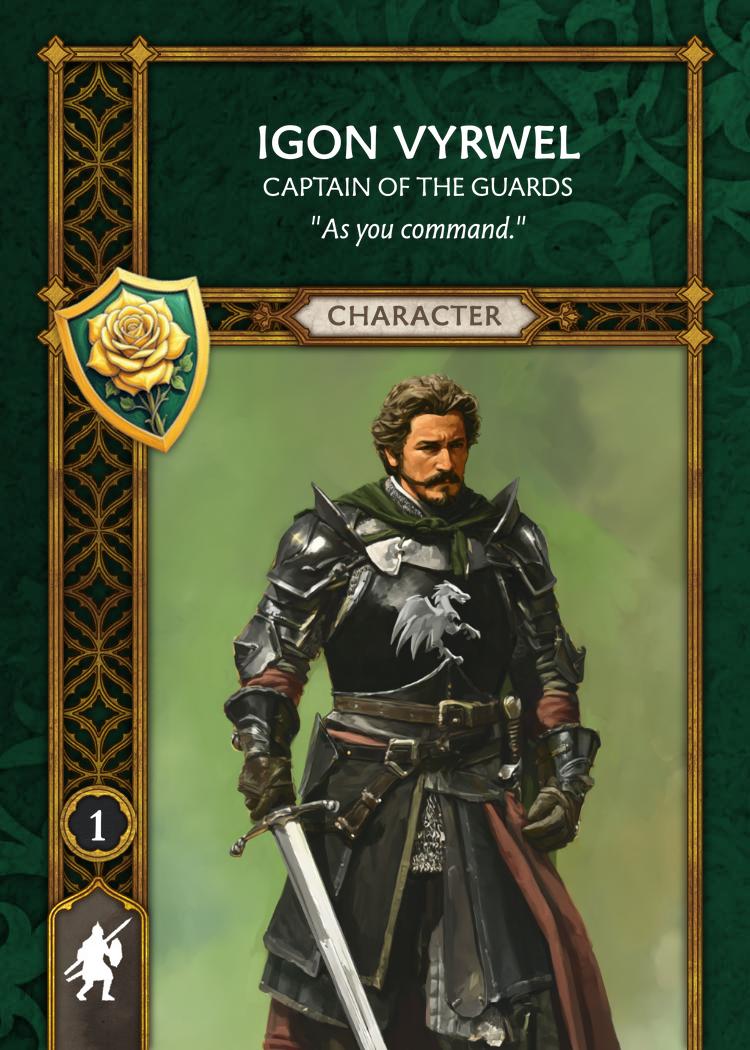 IGON VYRWEL
CAPTAIN OF THE GUARDS
"As you command."
CHARACTER
1